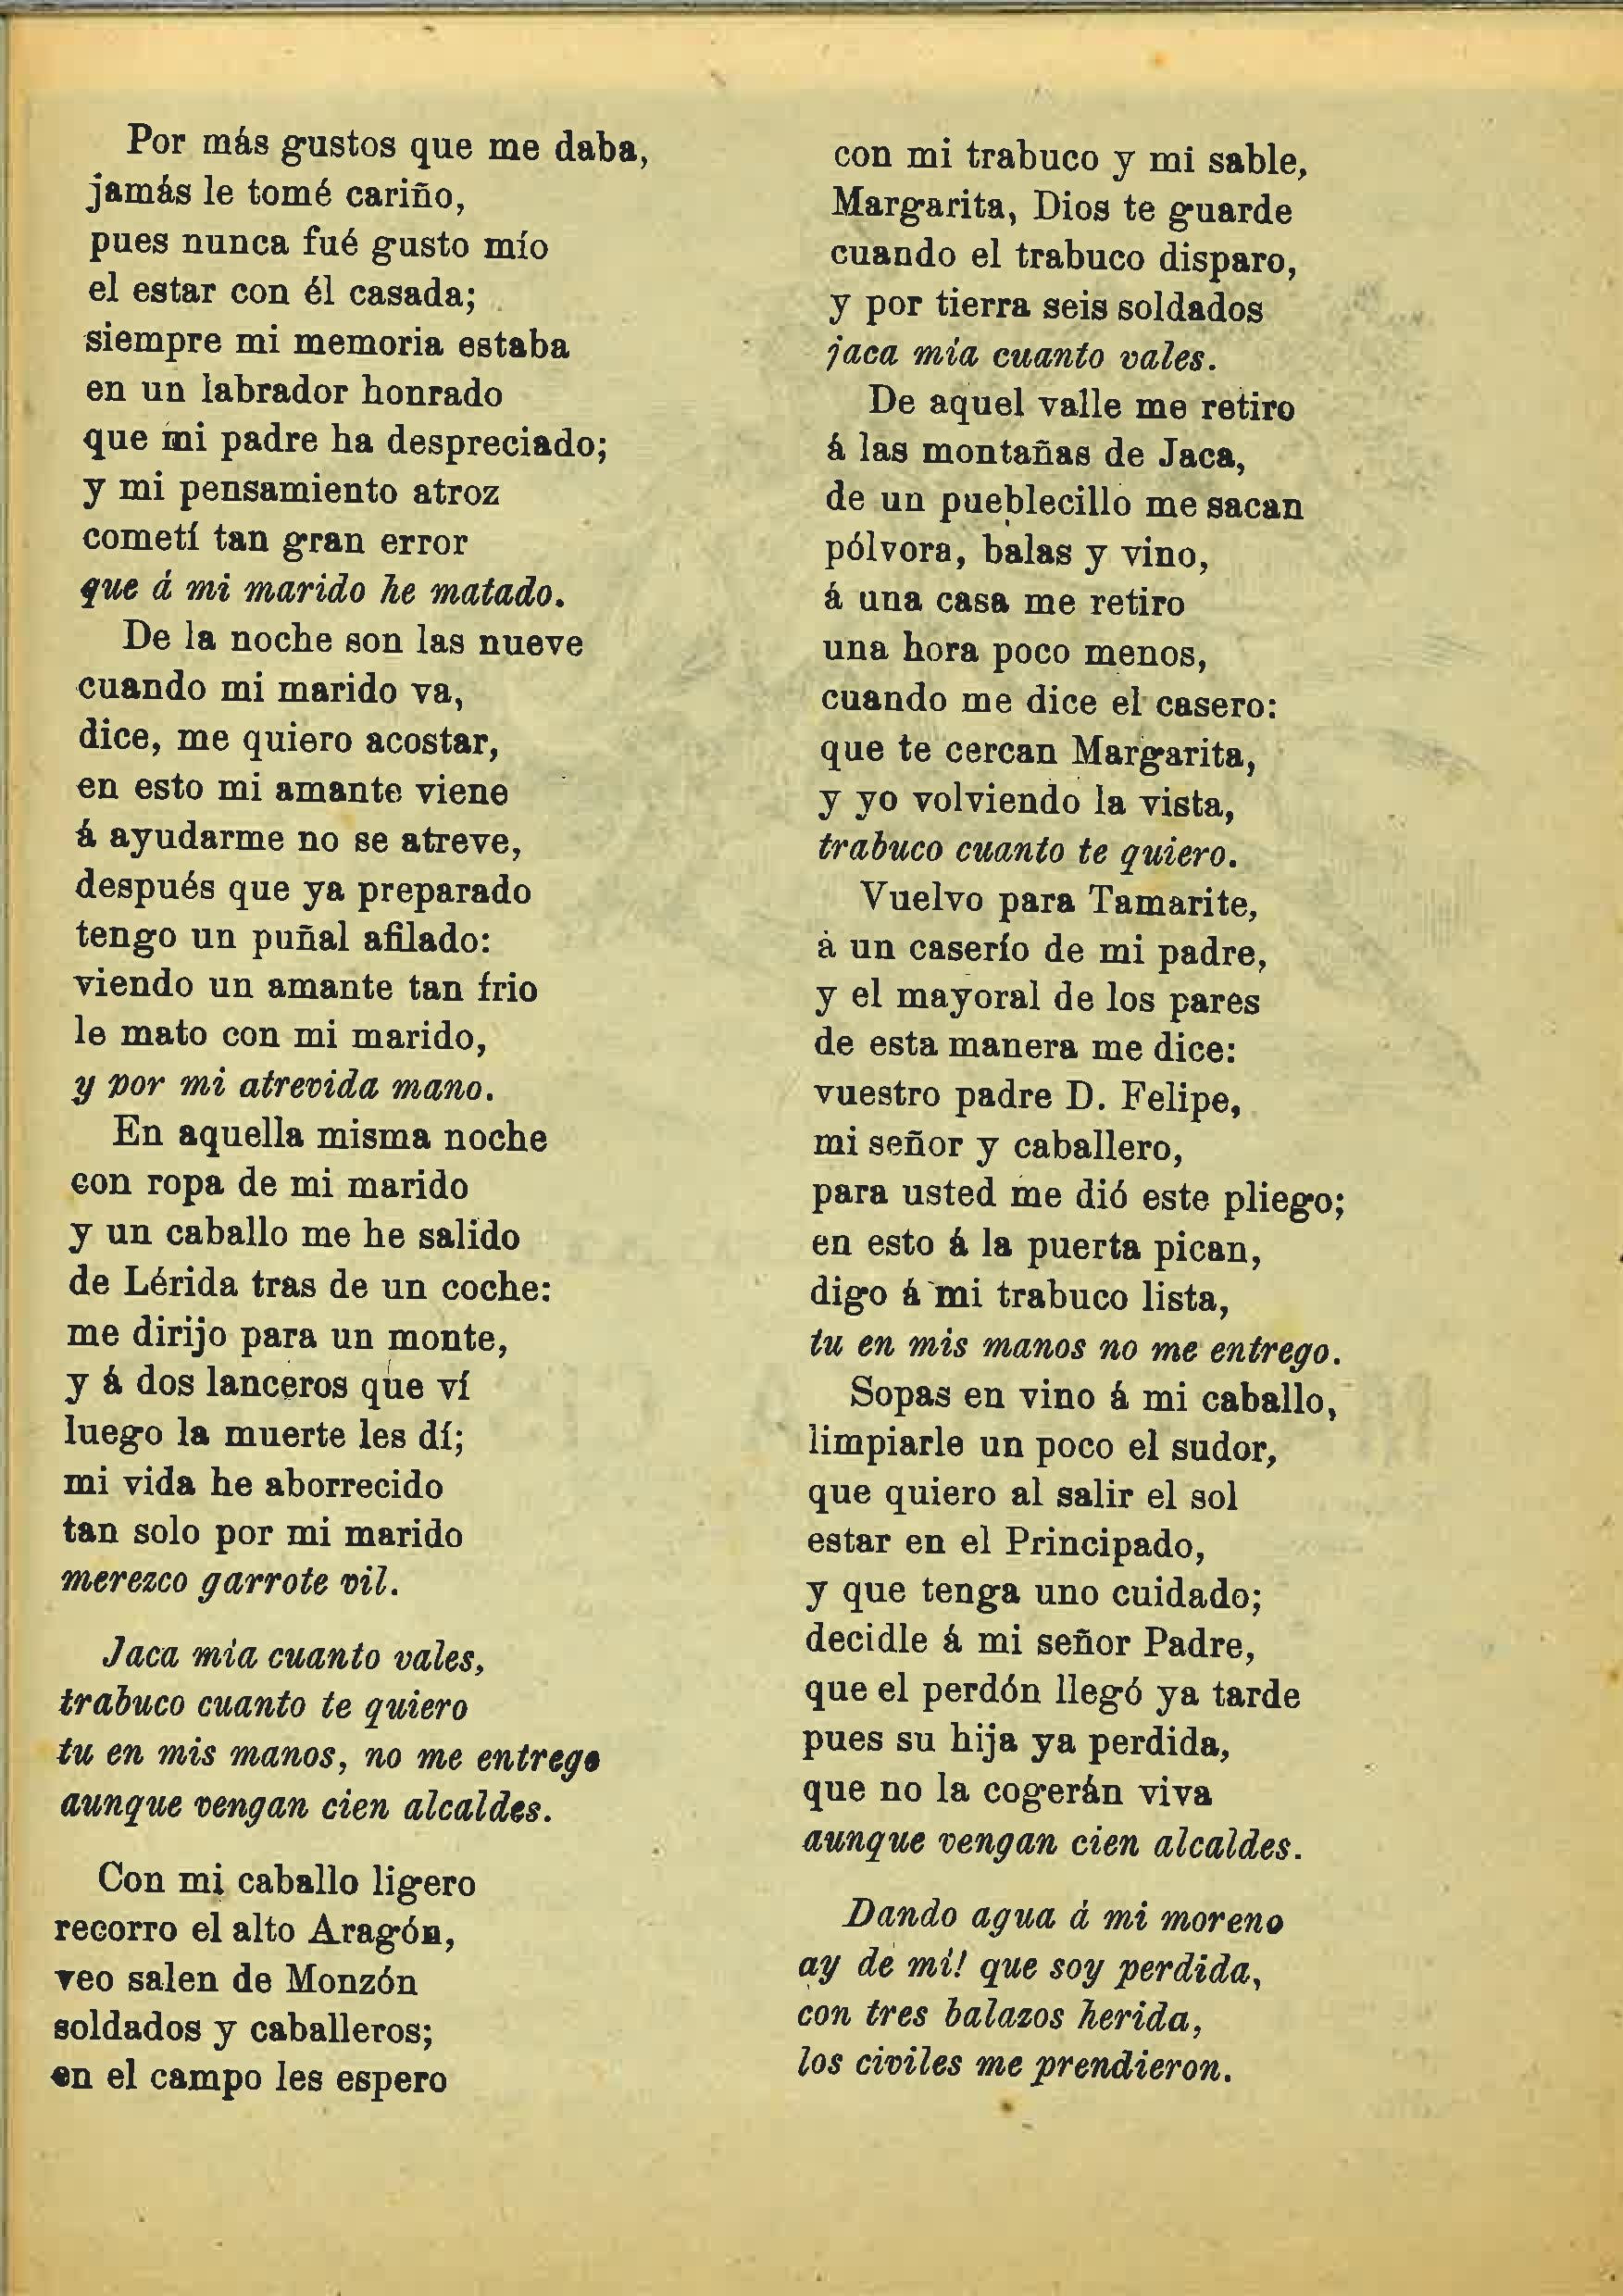 Por más gustos que me daba,
jamás le tomé cariño,
pues nunca fué gusto mío
el estar con él casada;
siempre mi memoria estaba
en un labrador honrado
que mi padre ha despreciado;
y mi pensamiento atroz
cometí tan gran error
que á mi marido he matado.
De la noche son las nueve
cuando mi marido va,
dice, me quiero acostar,
en esto mi amante viene
á ayudarme no se atreve,
después que ya preparado
tengo un puñal afilado:
viendo un amante tan frio
le mato con mi marido,
y por mi atrevida mano.
En aquella misma noche
con ropa de mi marido
y un caballo me he salido
de Lérida tras de un coche:
me dirijo para un monte,
y á dos lanceros que ví
luego la muerte les dí;
mi vida he aborrecido
tan solo por mi marido
merezco garrote vil.
Jaca mia cuanto vales,
trabuco cuanto te quiero
tu en mis manos, no me entrego
aunque vengan cien alcaldes.
Con mi caballo ligero
recorro el alto Aragón,
veo salen de Monzón
soldados y caballeros;
en el campo les espero
con mi trabuco y mi sable,
Margarita, Dios te guarde
cuando el trabuco disparo,
y por tierra seis soldados
jaca mía cuanto vales.
De aquel valle me retiro
á las montañas de Jaca,
de un pueblecillo me sacan
pólvora, balas y vino,
á una casa me retiro
una hora poco menos,
cuando me dice el casero:
que te cercan Margarita,
y yo volviendo la vista,
trabuco cuanto te quiero.
Vuelvo para Tamarite,
à un caserío de mi padre,
y el mayoral de los pares
de esta manera me dice:
vuestro padre D. Felipe,
mi señor y caballero,
para usted me dió este pliego;
en esto á la puerta pican,
digo á mi trabuco lista,
tu en mis manos no me entrego.
Sopas en vino á mi caballo,
limpiarle un poco el sudor,
que quiero al salir el sol
estar en el Principado,
y que tenga uno cuidado;
decidle á mi señor Padre,
que el perdón llegó ya tarde
pues su hija ya perdida,
que no la cogerán viva
aunque vengan cien alcaldes.
Dando agua á mi moreno
ay de mí! que soy perdida,
con tres balazos herida,
los civiles me prendieron.